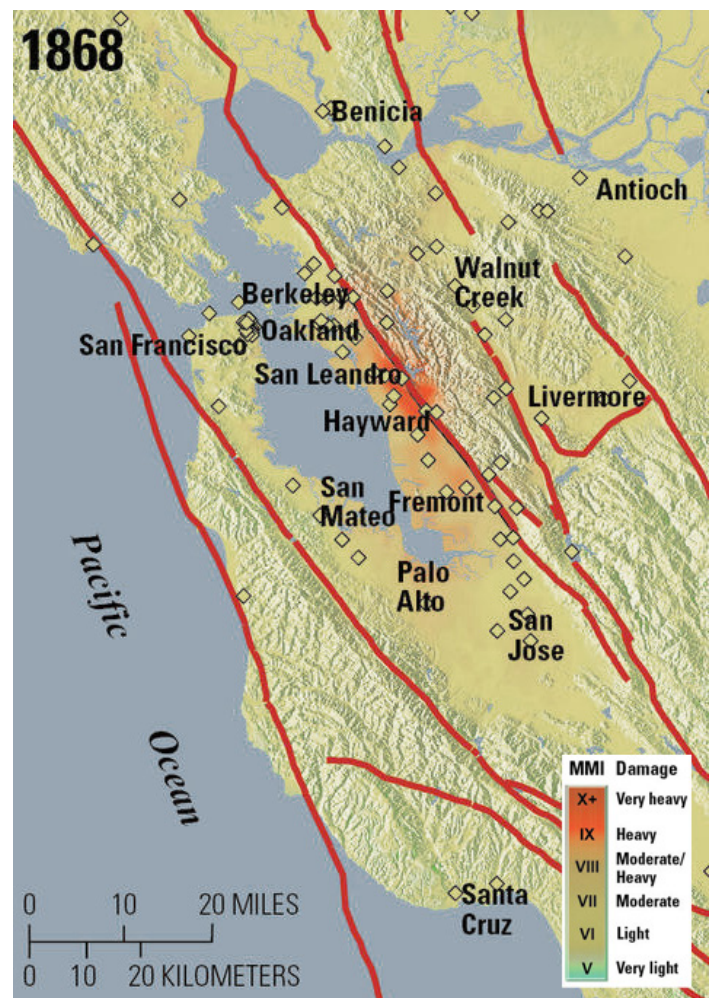 1868
Benicia
Antioch
Walnut
Creek
Berkeley
Oakland
San Francisco
San Leandro
Livermore
Hayward
San
Mateo
Fremont
Pacific
Palo
Alto
San
Jose
Ocean
MMI Damage
X+ Very heavy
IX Heavy
VIII Moderate/
Heavy
VII Moderate
VI Light
V Very light
Santa
Cruz
0 10 20 MILES
0 10 20 KILOMETERS